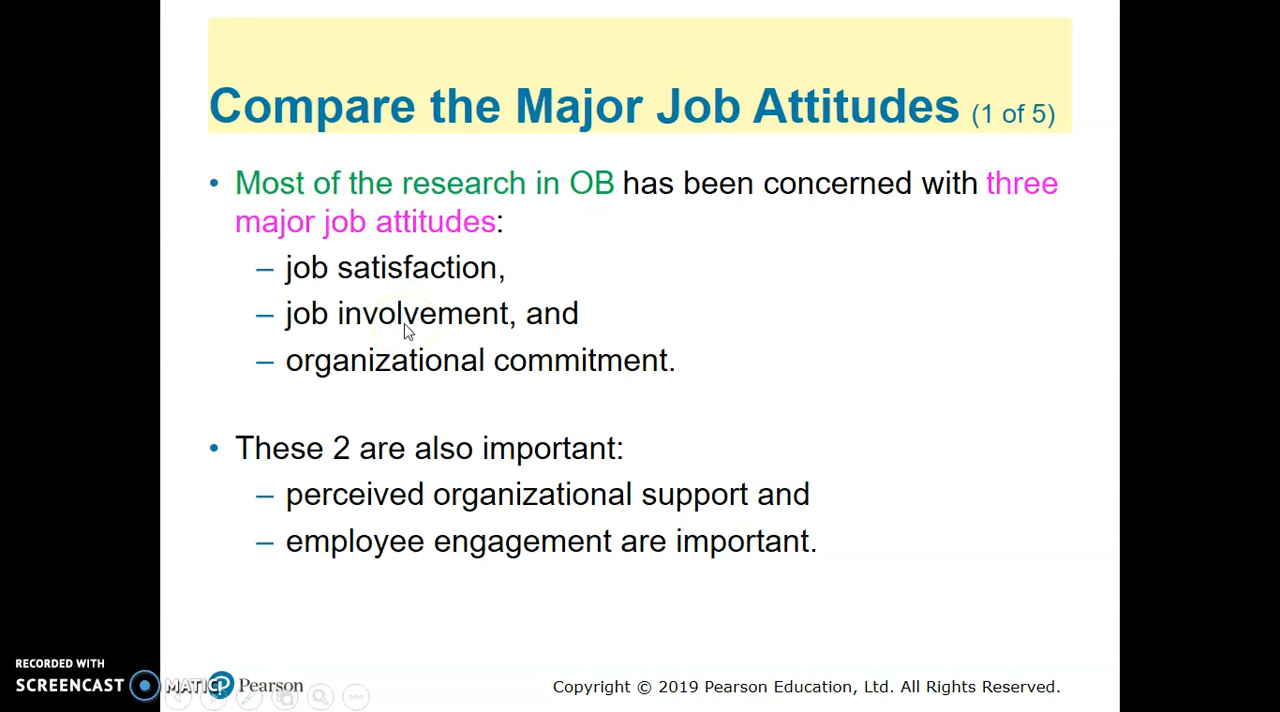 Compare the Major Job Attitudes (1 of 5)
• Most of the research in OB has been concerned with three
major job attitudes:
– job satisfaction,
– job involvement, and
– organizational commitment.
• These 2 are also important:
– perceived organizational support and
– employee engagement are important.
RECORDED WITH
SCREENCAST MATIC
Pearson
Copyright © 2019 Pearson Education, Ltd. All Rights Reserved.